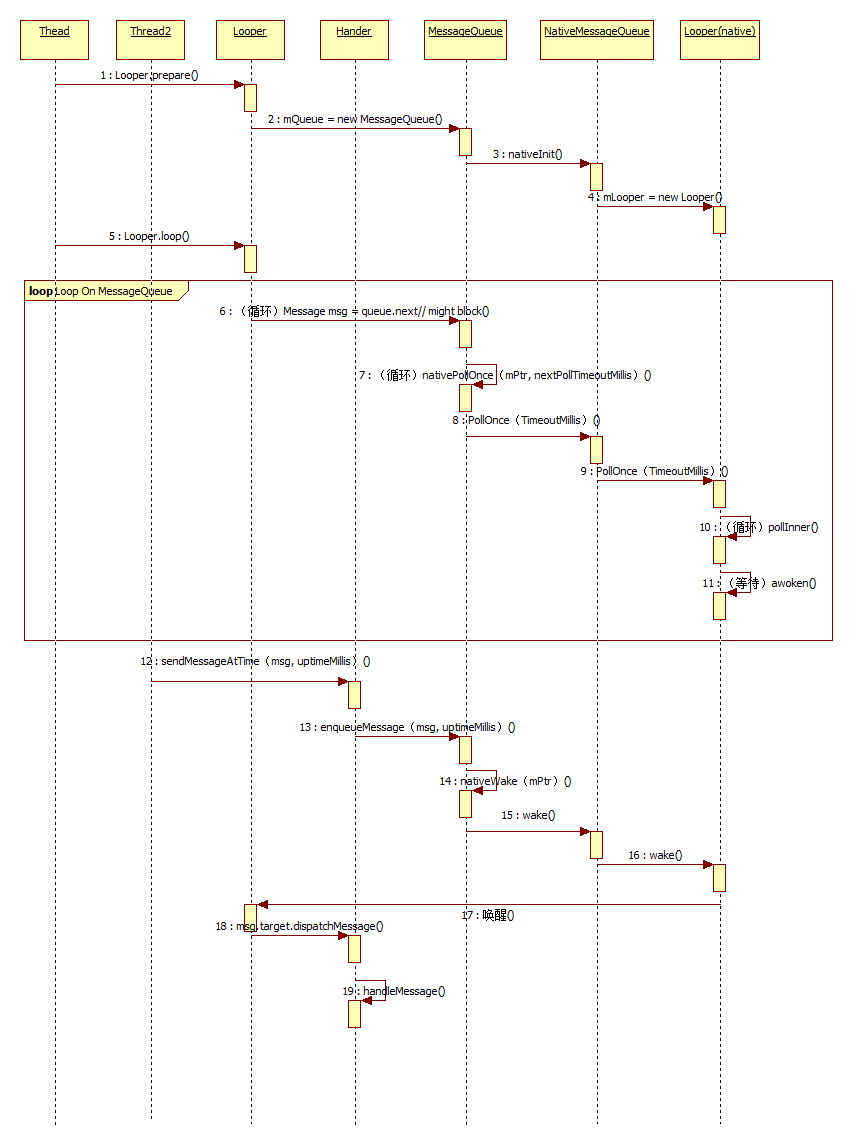 Thead
Thread2
Looper
Hander
MessageQueue
NativeMessageQueue
Looper(native)
1 : Looper.prepare()
2 : mQueue = new MessageQueue()
3 : nativeInit()
4 : mLooper = new Looper()
5 : Looper.loop()
loop Loop On MessageQueue
6 : （循环）Message msg = queue.next// might block()
7 : （循环）nativePollOnce（mPtr, nextPollTimeoutMillis）()
8 : PollOnce（TimeoutMillis）()
9 : PollOnce（TimeoutMillis）()
10 : （循环）pollInner()
11 : （等待）awoken()
12 : sendMessageAtTime（msg, uptimeMillis）()
13 : enqueueMessage（msg, uptimeMillis）()
14 : nativeWake（mPtr）()
15 : wake()
16 : wake()
17 : 唤醒()
18 : msg.target.dispatchMessage()
19 : handleMessage()